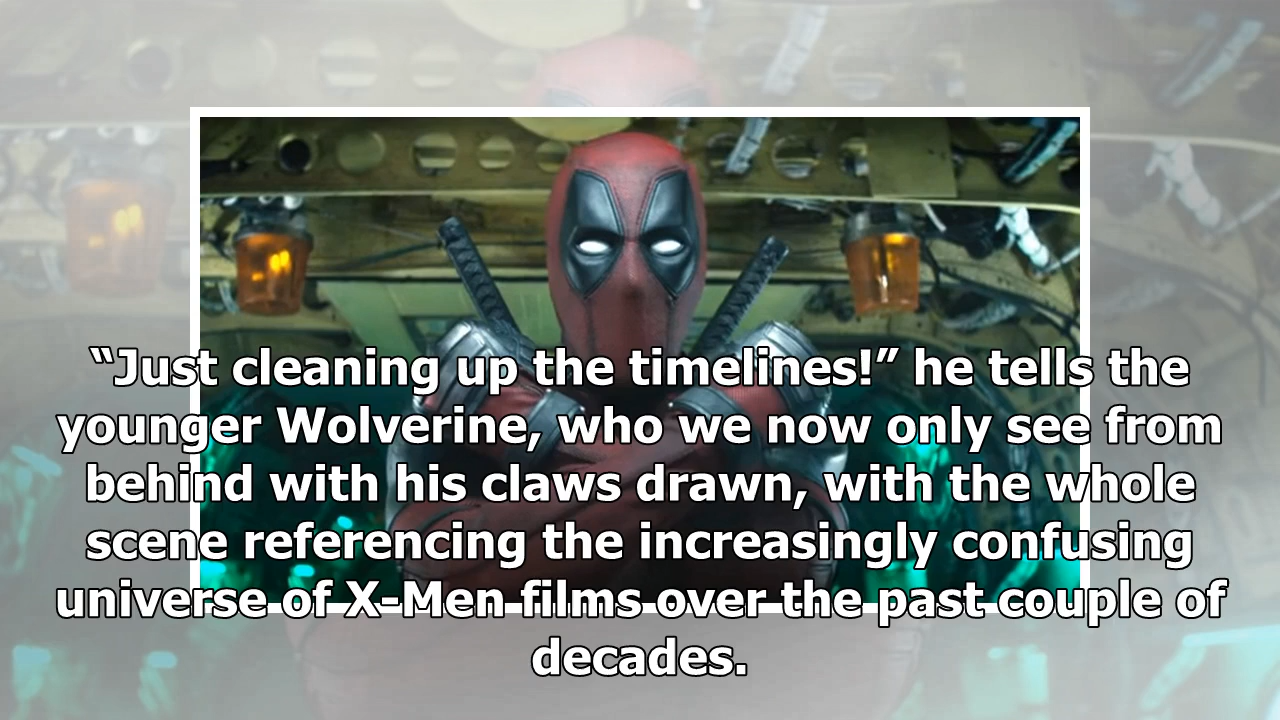 “Just cleaning up the timelines!” he tells the
younger Wolverine, who we now only see from
behind with his claws drawn, with the whole
scene referencing the increasingly confusing
universe of X-Men films over the past couple of
decades.